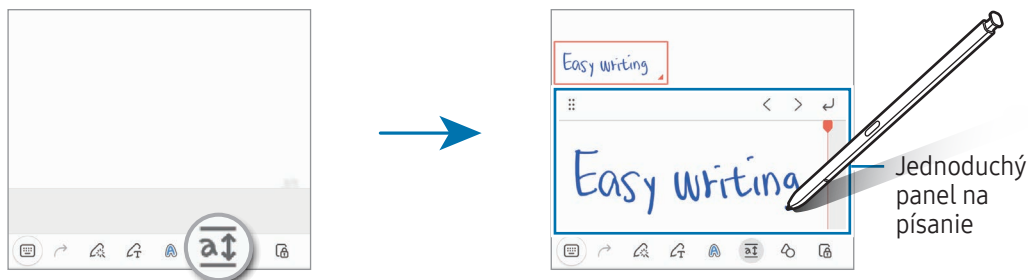 Easy writing
Easy writing
Jednoduchý
panel na
písanie